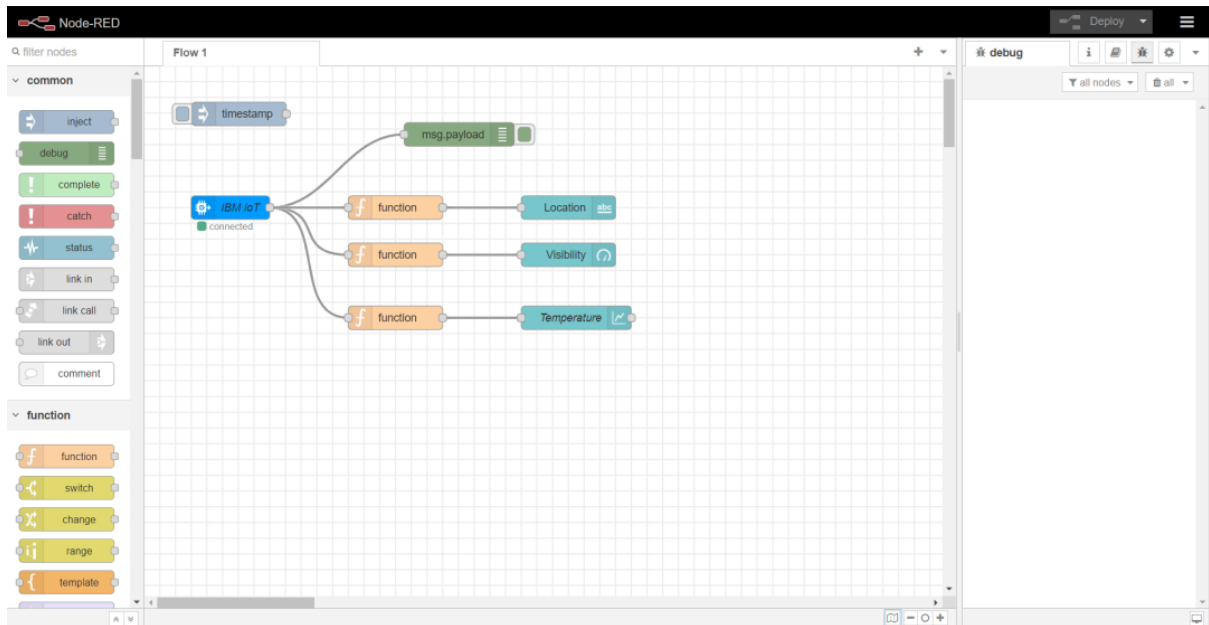 Node-RED
Deploy
filter nodes
Flow 1
debug
i
all nodes
all
common
inject
debug
complete
catch
status
link in
link call
link out
comment
function
function
switch
change
range
template
timestamp
msg.payload
IBM IoT
connected
function
Location
abc
function
Visibility
function
Temperature